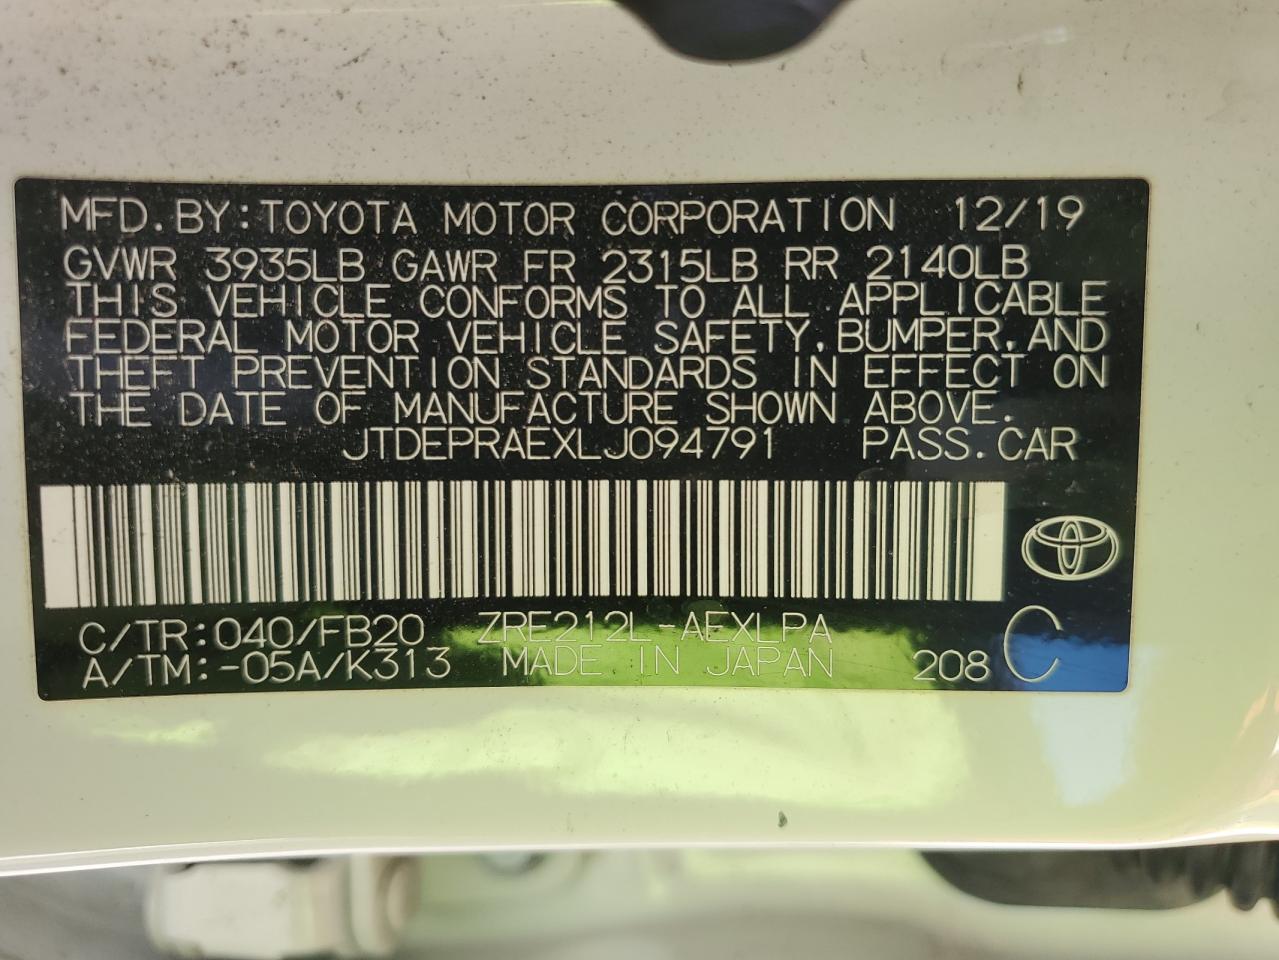 MFD. BY: TOYOTA MOTOR CORPORATION 12/19
GVWR 3935LB GAWR FR 2315LB RR 2140LB
THIS VEHICLE CONFORMS TO ALL APPLICABLE
FEDERAL MOTOR VEHICLE SAFETY, BUMPER, AND
THEFT PREVENTION STANDARDS IN EFFECT ON
THE DATE OF MANUFACTURE SHOWN ABOVE.
JTDEPRAEXLJ094791 PASS. CAR
C/TR: 040/FB20 ZRE212L-AEXLPA
A/TM: -05A/K313 MADE IN JAPAN 208 C